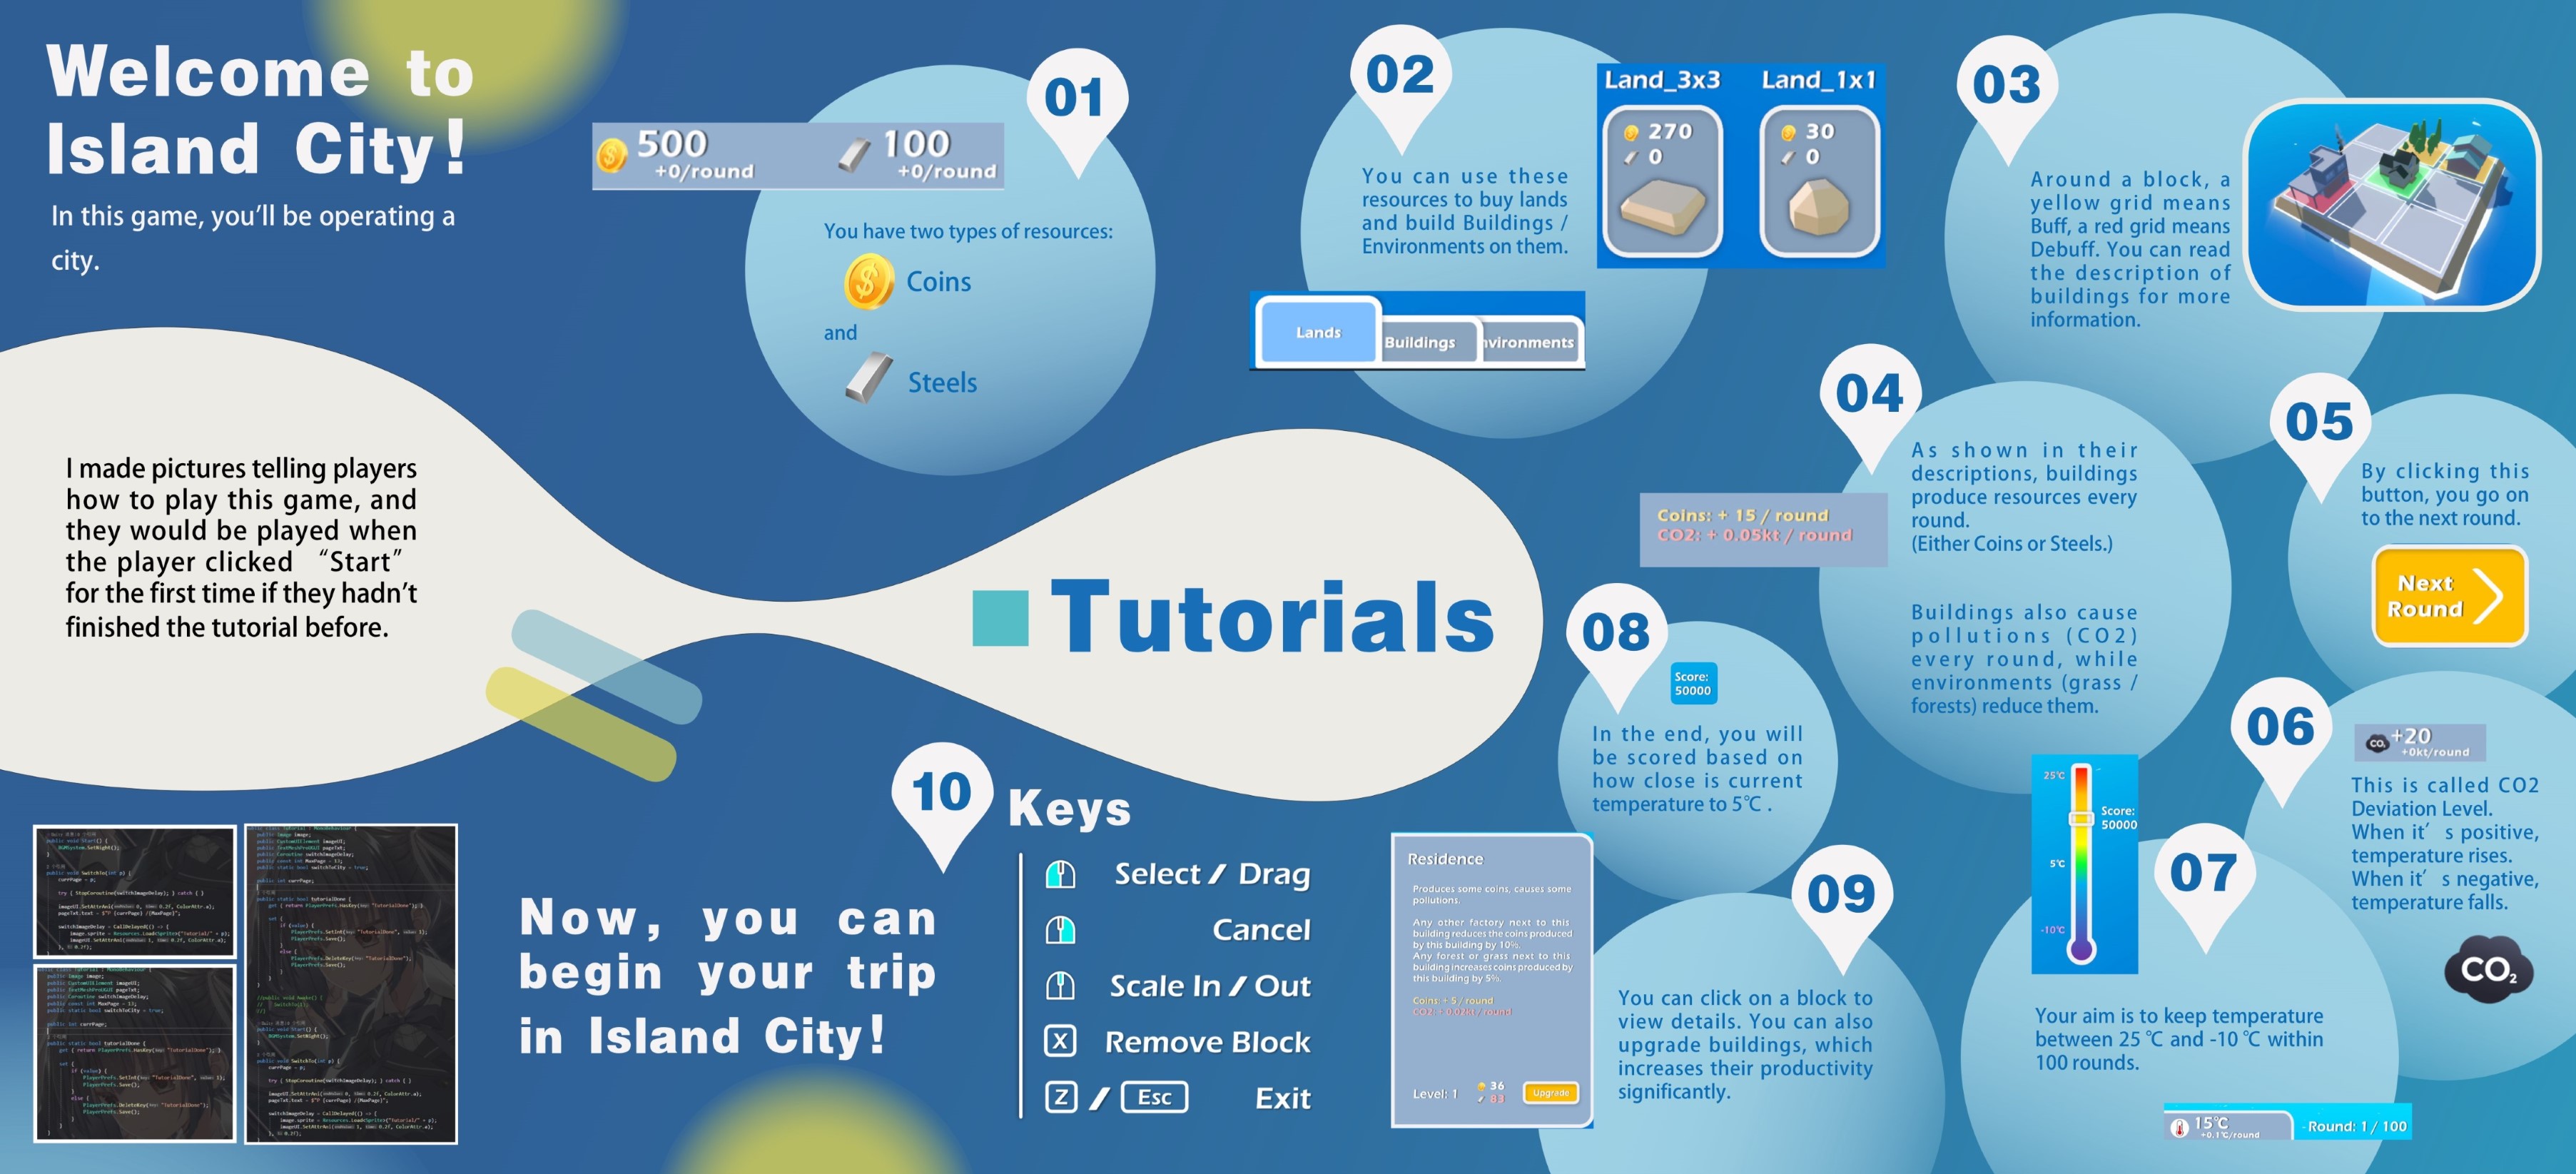 Welcome to
Island City!
In this game, you'll be operating a
city.
I made pictures telling players
how to play this game, and
they would be played when
the player clicked “Start”
for the first time if they hadn't
finished the tutorial before.
Tutorials
01
500
+0/round
100
+0/round
You have two types of resources:
Coins
and
Steels
02
You can use these
resources to buy lands
and build Buildings /
Environments on them.
Land_3x3
270
0
Land_1x1
30
0
Lands
Buildings
nvironments
03
Around a block, a
yellow grid means
Buff, a red grid means
Debuff. You can read
the description of
buildings for more
information.
04
As shown in their
descriptions, buildings
produce resources every
round.
(Either Coins or Steels.)
Coins: + 15 / round
CO2: + 0.05kt / round
Buildings also cause
pollutions (CO2)
every round, while
environments (grass /
forests) reduce them.
05
By clicking this
button, you go on
to the next round.
Next
Round
06
CO₂
+20
+0kt/round
This is called CO2
Deviation Level.
When it’ s positive,
temperature rises.
When it’ s negative,
temperature falls.
CO₂
07
25℃
5℃
-10℃
Score:
50000
Your aim is to keep temperature
between 25 ℃ and -10 ℃ within
100 rounds.
15℃
+0.1℃/round
Round: 1 / 100
08
Score:
50000
In the end, you will
be scored based on
how close is current
temperature to 5℃ .
09
Residence
Produces some coins, causes some
pollutions.
Any other factory next to this
building reduces the coins produced
by this building by 10%.
Any forest or grass next to this
building increases coins produced by
this building by 5%.
Coins: + 5 / round
CO2: + 0.02kt / round
Level: 1
36
83
Upgrade
You can click on a block to
view details. You can also
upgrade buildings, which
increases their productivity
significantly.
10
Keys
Select / Drag
Cancel
Scale In / Out
X
Remove Block
Z / Esc
Exit
Now, you can
begin your trip
in Island City!